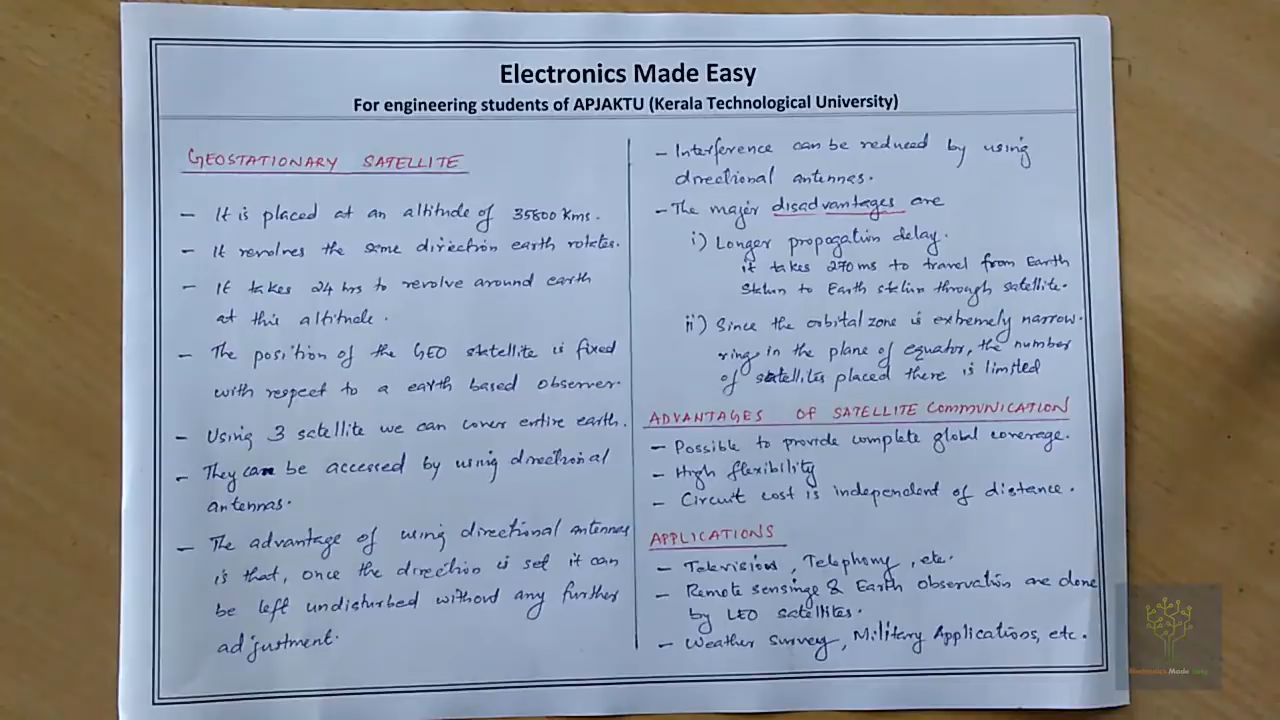 Electronics Made Easy
For engineering students of APJAKTU (Kerala Technological University)
GEOSTATIONARY SATELLITE
- It is placed at an altitude of 35800 Kms.
- It revolves the same direction earth rotates.
- It takes 24 hrs to revolve around earth
at this altitude.
- The position of the GEO satellite is fixed
with respect to a earth based observer.
- Using 3 satellite we can cover entire earth.
- They can be accessed by using directional
antennas.
- The advantage of using directional antennas
is that, once the direction is set it can
be left undisturbed without any further
adjustment.
- Interference can be reduced by using
directional antennas.
- The major disadvantages are
i) Longer propogation delay.
it takes 270 ms to travel from Earth
Station to Earth station through satellite.
ii) Since the orbital zone is extremely narrow
rings in the plane of equator, the number
of satellites placed there is limited
ADVANTAGES OF SATELLITE COMMUNICATION
- Possible to provide complete global coverage.
- High flexibility
- Circuit cost is independent of distance.
APPLICATIONS
- Television, Telephony, etc.
- Remote sensinge & Earth observation are done
by LEO satellites.
- Weather survey, Military Applications, etc.
Electronics Made Easy